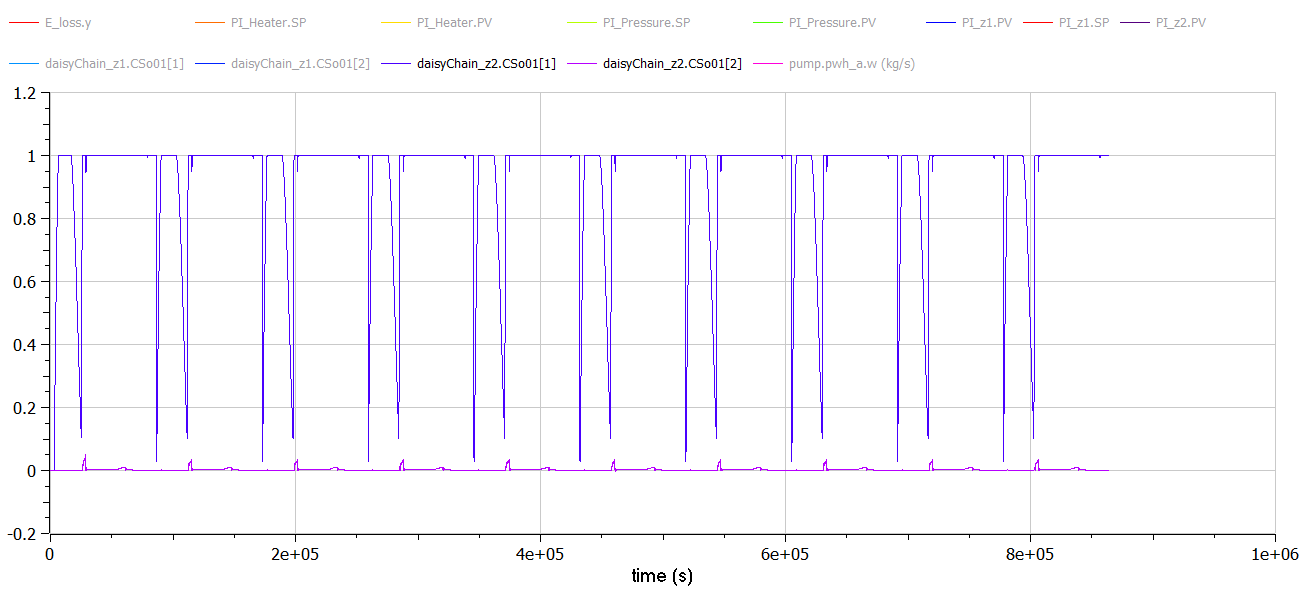 E_loss.y PI_Heater.SP PI_Heater.PV PI_Pressure.SP PI_Pressure.PV PI_z1.PV PI_z1.SP PI_z2.PV
daisyChain_z1.CSo01[1] daisyChain_z1.CSo01[2] daisyChain_z2.CSo01[1] daisyChain_z2.CSo01[2] pump.pwh_a.w (kg/s)
1.2
1
0.8
0.6
0.4
0.2
0
-0.2
0 2e+05 4e+05 6e+05 8e+05 1e+06
time (s)